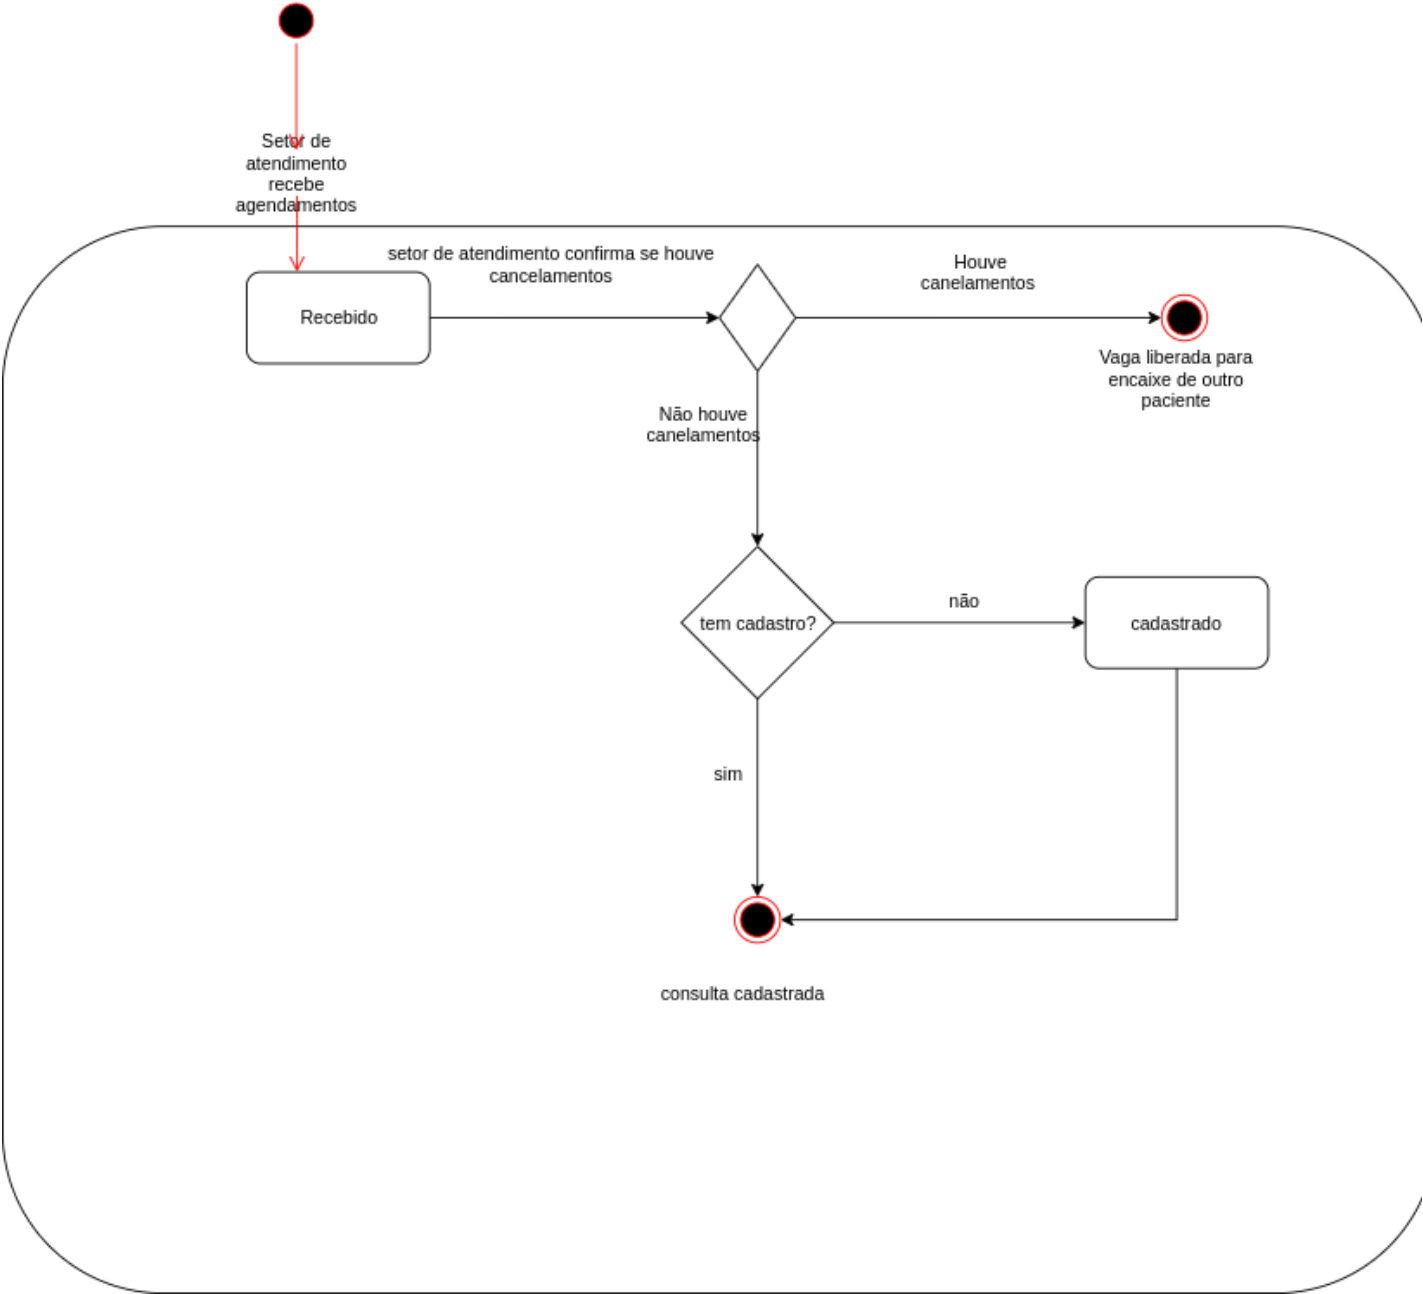 Setor de
atendimento
recebe
agendamentos
setor de atendimento confirma se houve
cancelamentos
Houve
canelamentos
Recebido
Vaga liberada para
encaixe de outro
paciente
Não houve
canelamentos
não
tem cadastro?
cadastrado
sim
consulta cadastrada